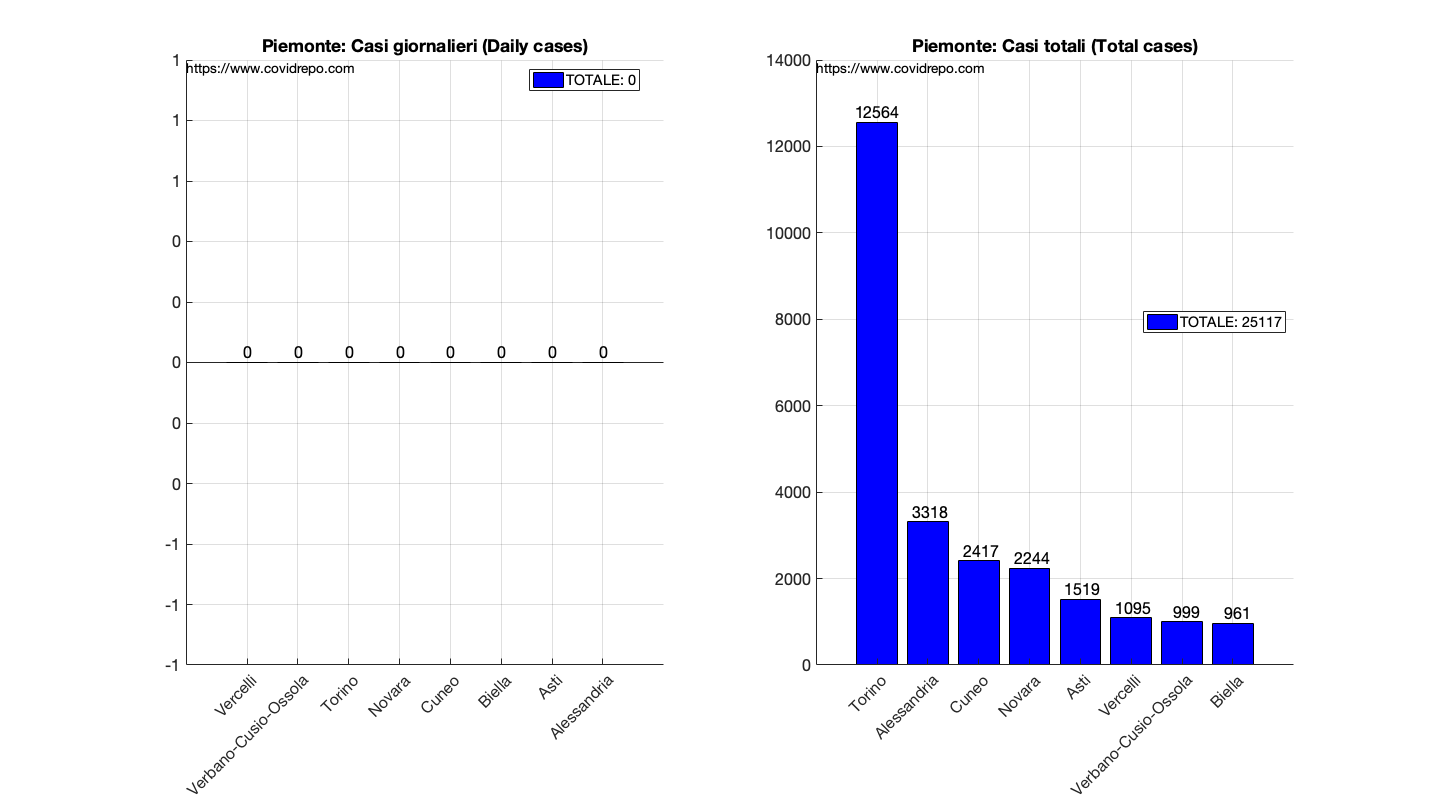 Piemonte: Casi giornalieri (Daily cases)
https://www.covidrepo.com
TOTALE: 0
1
1
1
0
0
0
0
0
-1
-1
-1
0 0 0 0 0 0 0 0
Vercelli
Verbano-Cusio-Ossola
Torino
Novara
Cuneo
Biella
Asti
Alessandria
Piemonte: Casi totali (Total cases)
https://www.covidrepo.com
TOTALE: 25117
14000
12000
10000
8000
6000
4000
2000
0
12564
3318
2417
2244
1519
1095
999
961
Torino
Alessandria
Cuneo
Novara
Asti
Vercelli
Verbano-Cusio-Ossola
Biella